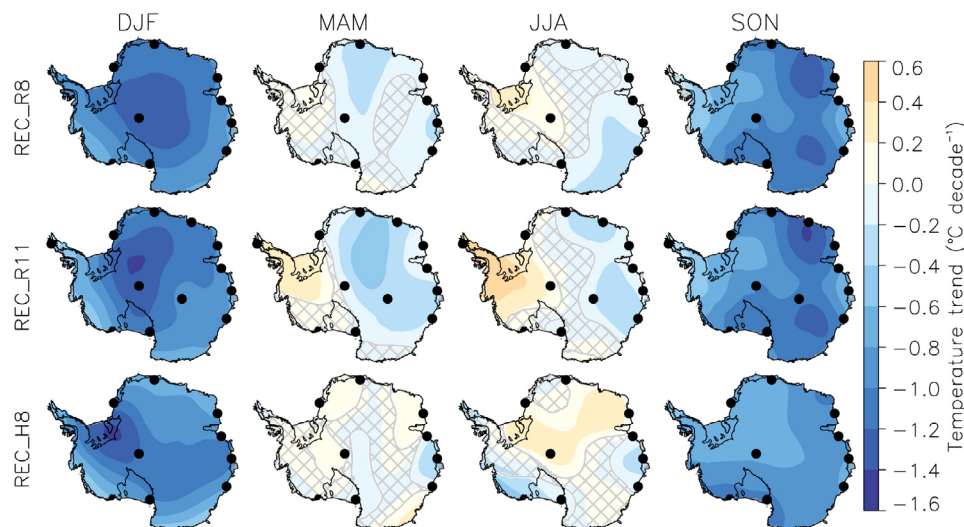 DJF MAM JJA SON
REC_R8
REC_R11
REC_H8
0.6
0.4
0.2
0.0
−0.2
−0.4
−0.6
−0.8
−1.0
−1.2
−1.4
−1.6
Temperature trend (°C decade⁻¹)